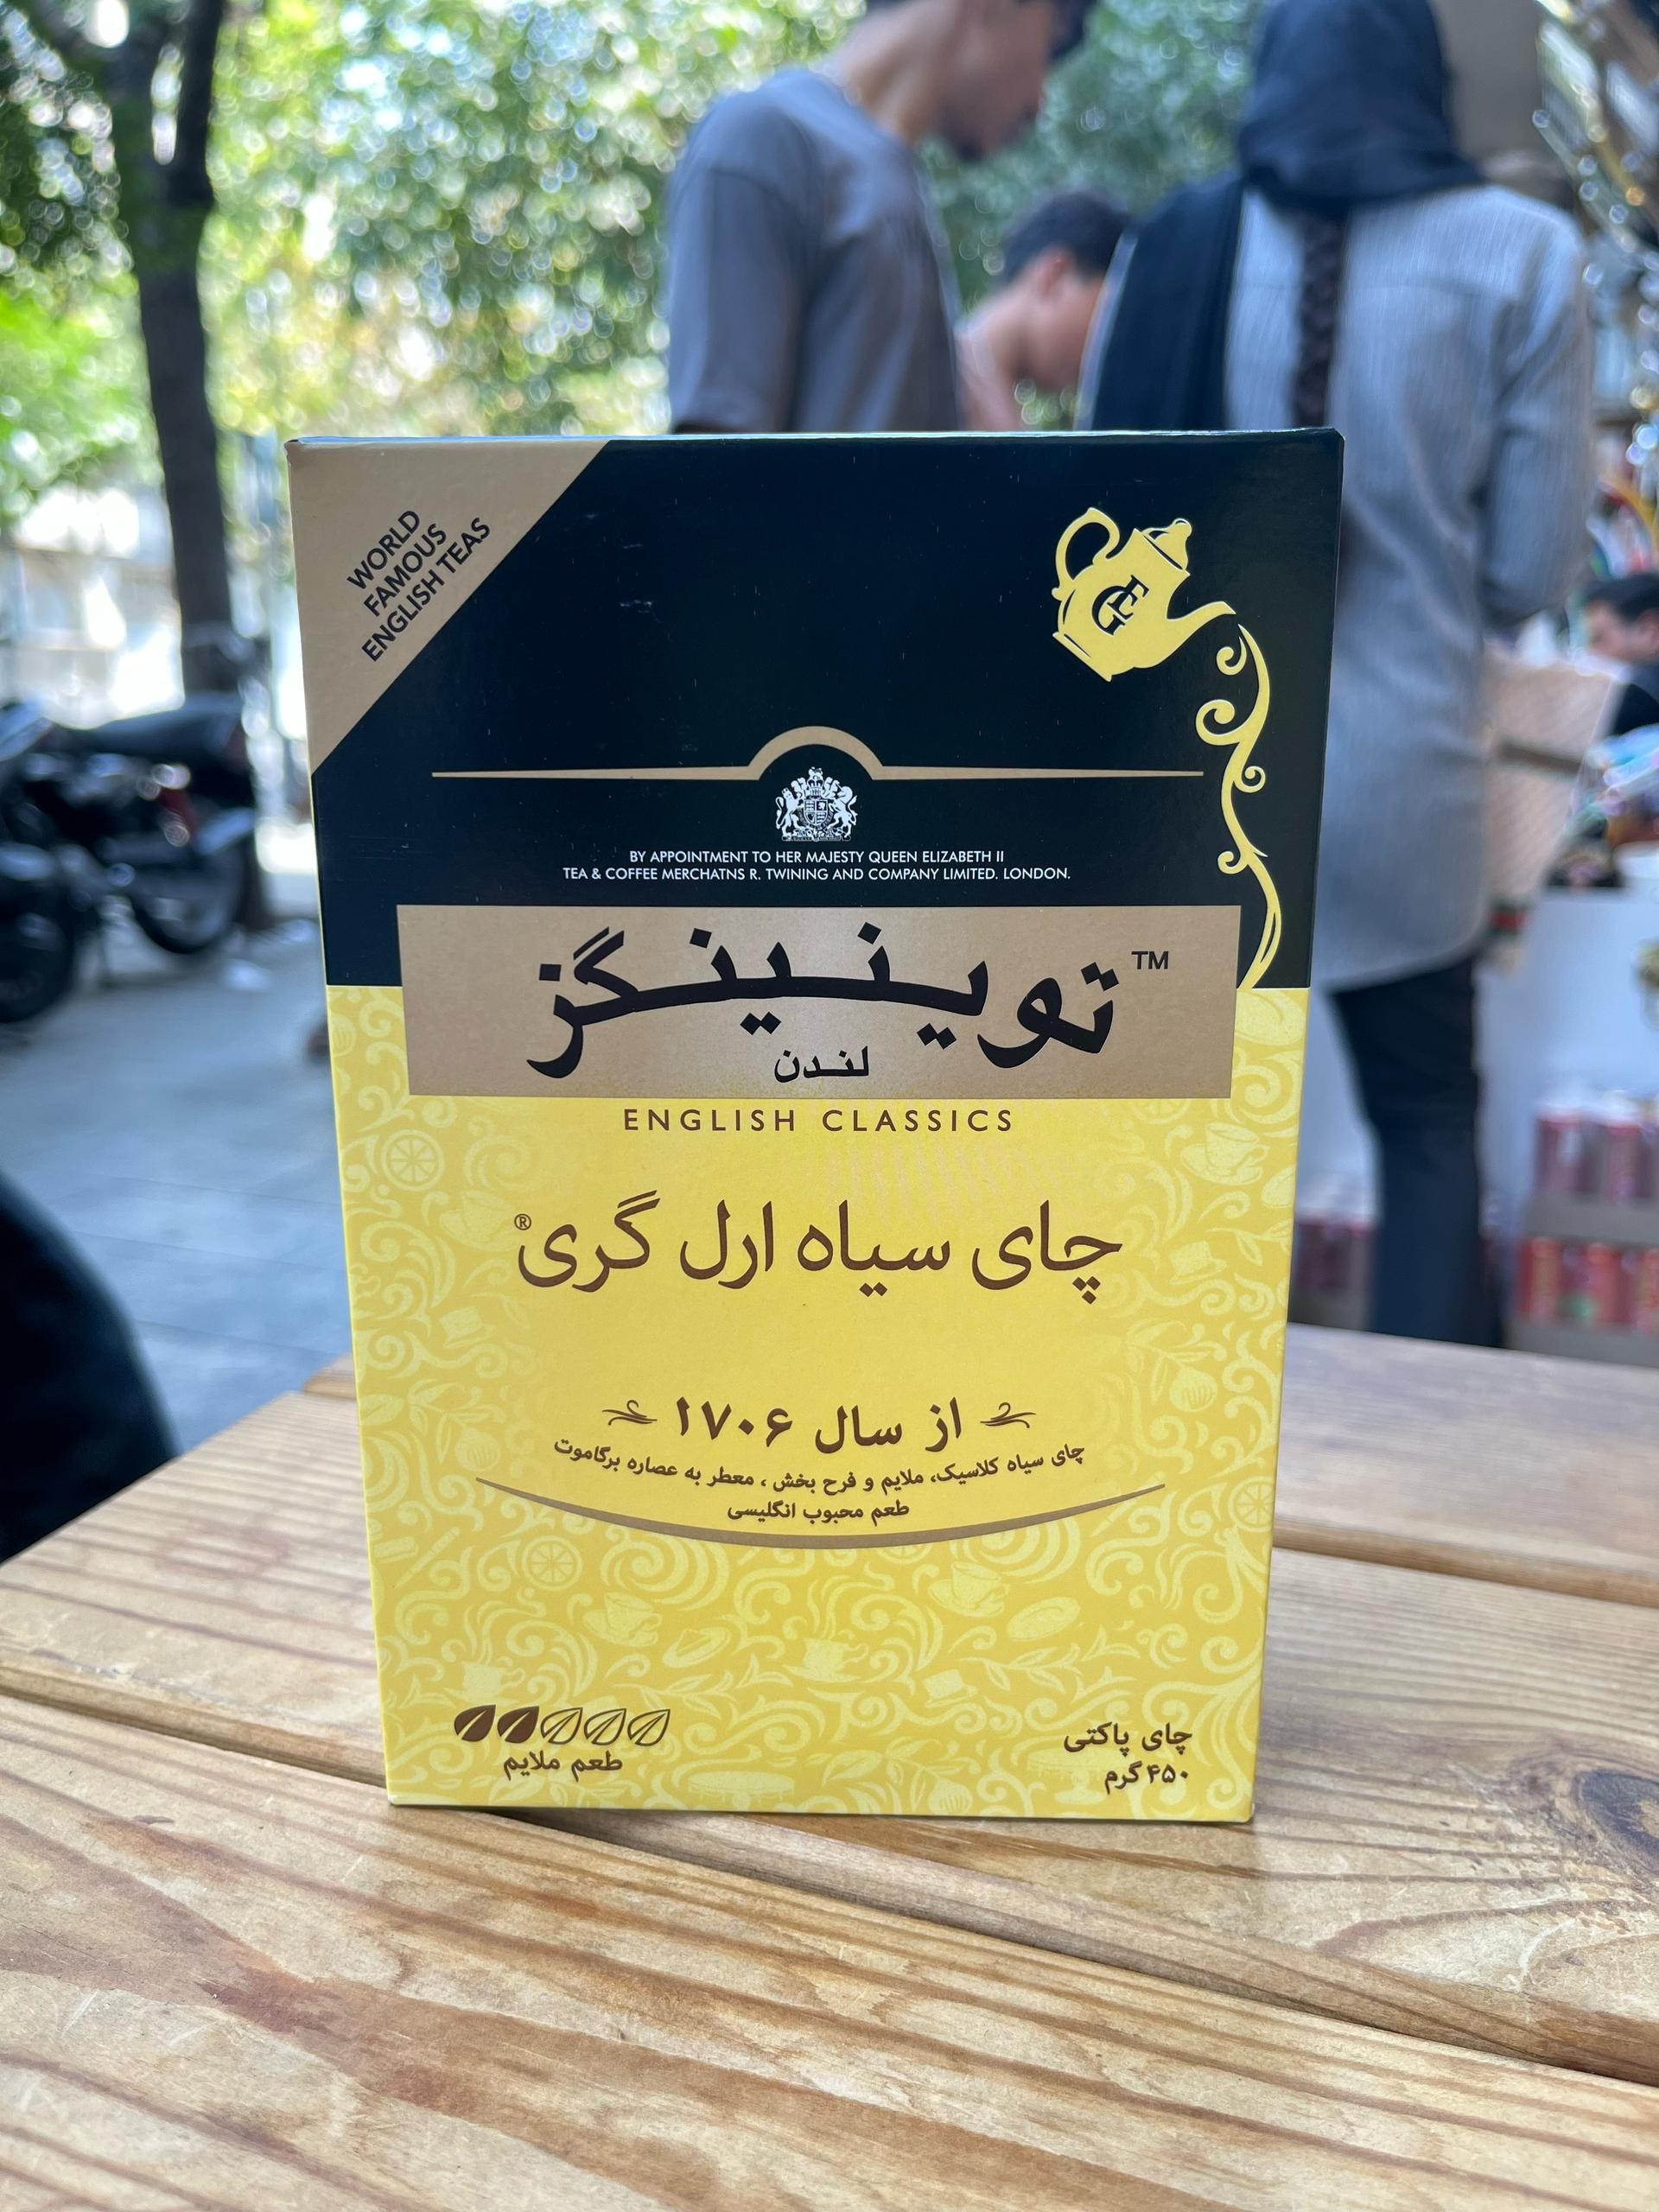 WORLD
FAMOUS
ENGLISH TEAS
GE
BY APPOINTMENT TO HER MAJESTY QUEEN ELIZABETH II
TEA & COFFEE MERCHATNS R. TWINING AND COMPANY LIMITED. LONDON.
توینینگز™
لندن
ENGLISH CLASSICS
چای سیاه ارل گری®
از سال ۱۷۰۶
چای سیاه کلاسیک، ملایم و فرح بخش، معطر به عصاره برگاموت
طعم محبوب انگلیسی
طعم ملایم
چای پاکتی
۴۵۰ گرم